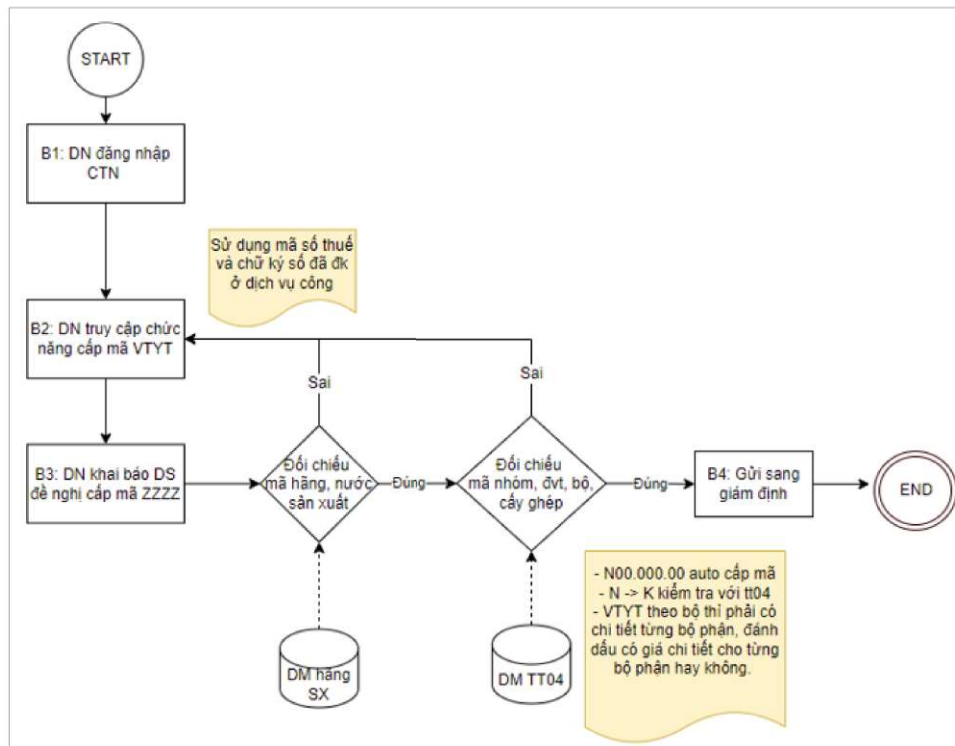 START
B1: DN đăng nhập
CTN
Sử dụng mã số thuế
và chữ ký số đã đk
ở dịch vụ công
B2: DN truy cập chức
năng cấp mã VTYT
Sai
Sai
B3: DN khai báo DS
đề nghị cấp mã ZZZZ
Đối chiếu
mã hãng, nước
sản xuất
Đúng
Đối chiếu
mã nhóm, đvt, bộ,
cấy ghép
Đúng
B4: Gửi sang
giám định
END
DM hãng
SX
DM TT04
- N00.000.00 auto cấp mã
- N -> K kiểm tra với tt04
- VTYT theo bộ thì phải có
chi tiết từng bộ phận, đánh
dấu có giá chi tiết cho từng
bộ phận hay không.